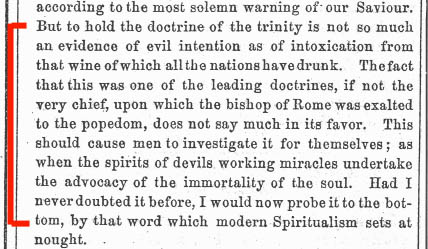 according to the most solemn warning of our Saviour.
But to hold the doctrine of the trinity is not so much
an evidence of evil intention as of intoxication from
that wine of which all the nations have drunk. The fact
that this was one of the leading doctrines, if not the
very chief, upon which the bishop of Rome was exalted
to the popedom, does not say much in its favor. This
should cause men to investigate it for themselves; as
when the spirits of devils working miracles undertake
the advocacy of the immortality of the soul. Had I
never doubted it before, I would now probe it to the bot-
tom, by that word which modern Spiritualism sets at
nought.